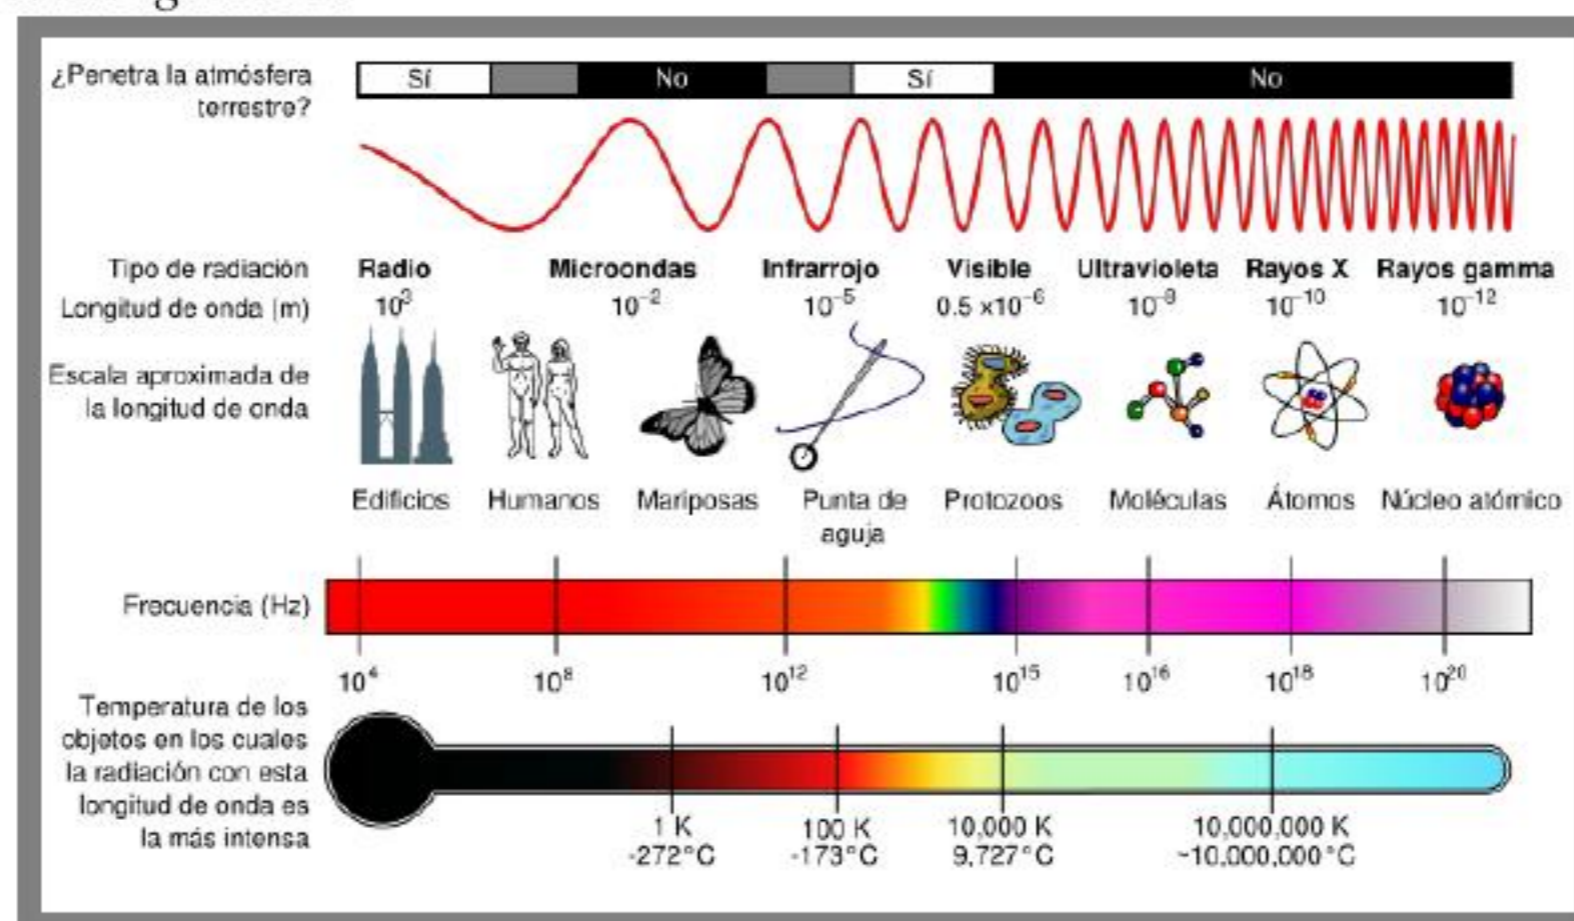 ¿Penetra la atmósfera
terrestre?
Sí No Sí No
Tipo de radiación Radio Microondas Infrarrojo Visible Ultravioleta Rayos X Rayos gamma
Longitud de onda (m) 10³ 10⁻² 10⁻⁵ 0.5 x10⁻⁶ 10⁻⁹ 10⁻¹⁰ 10⁻¹²
Escala aproximada de
la longitud de onda
Edificios Humanos Mariposas Punta de Protozoos Moléculas Átomos Núcleo atómico
aguja
Frecuencia (Hz)
10⁴ 10⁸ 10¹² 10¹⁵ 10¹⁶ 10¹⁸ 10²⁰
Temperatura de los
objetos en los cuales
la radiación con esta
longitud de onda es
la más intensa
1 K 100 K 10,000 K 10,000,000 K
-272°C -173°C 9,727°C ~10,000,000°C